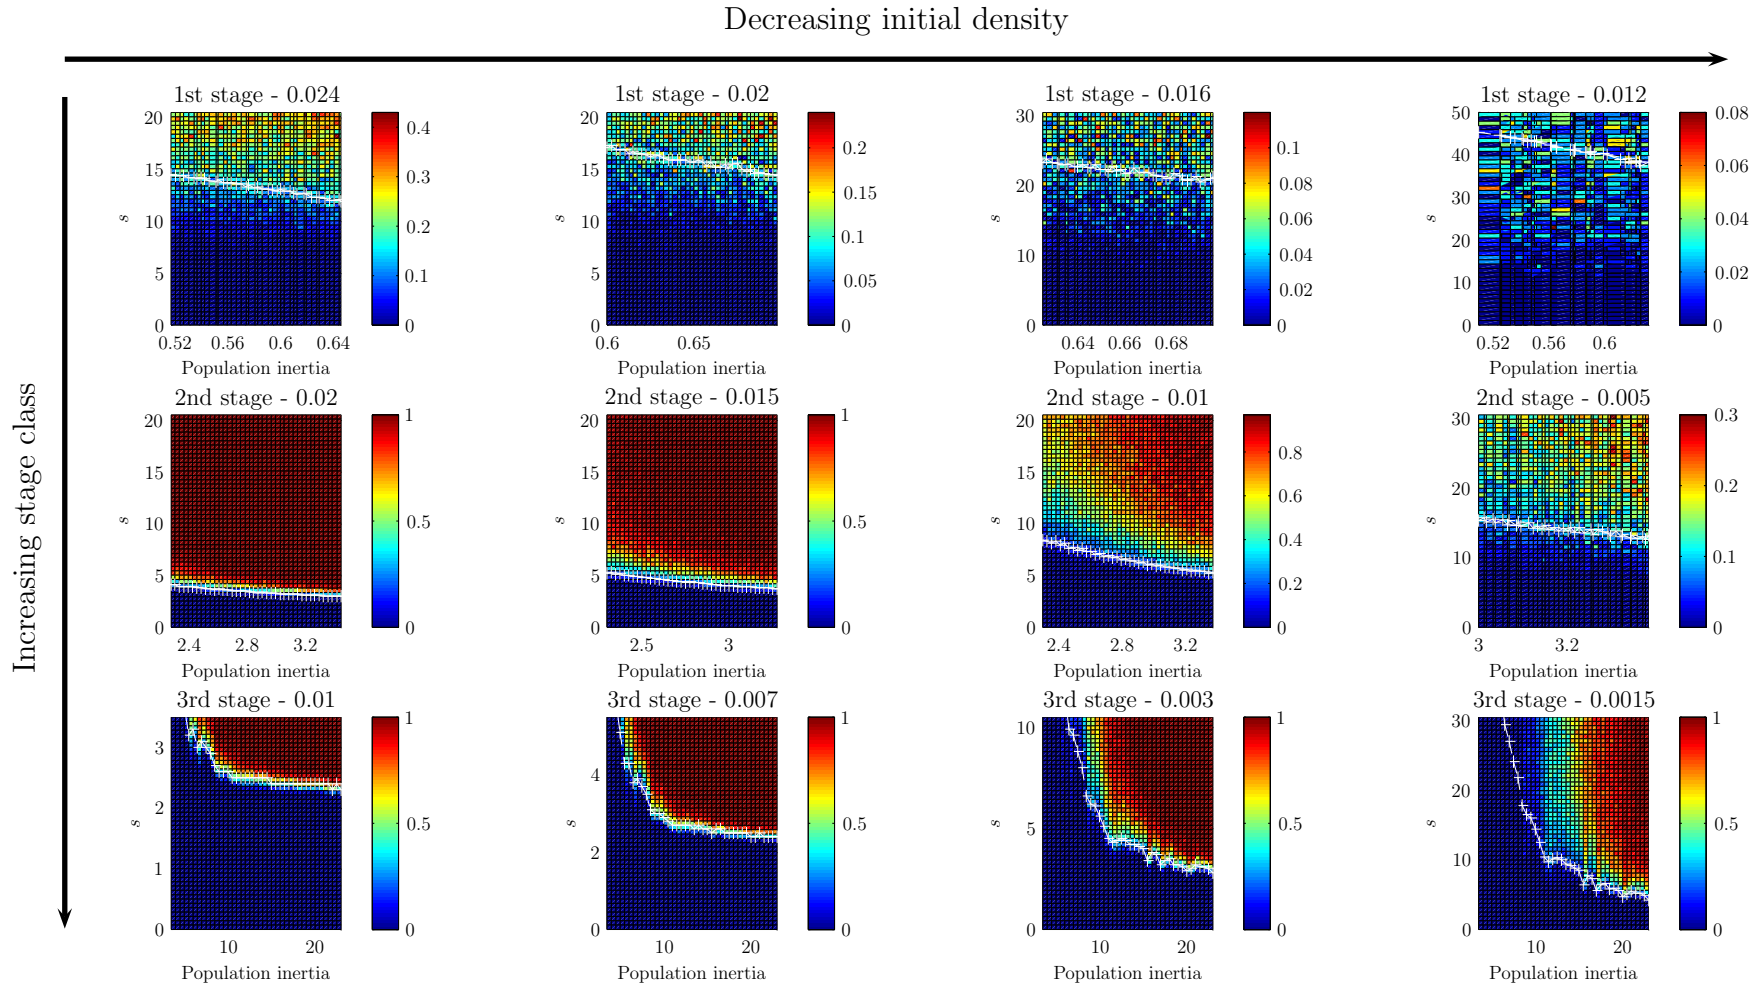 Decreasing initial density
Increasing stage class
1st stage - 0.024
20
15
10
5
0
s
0.52 0.56 0.6 0.64
Population inertia
0.4
0.3
0.2
0.1
0
1st stage - 0.02
20
15
10
5
0
s
0.6 0.65
Population inertia
0.2
0.15
0.1
0.05
0
1st stage - 0.016
30
20
10
0
s
0.64 0.66 0.68
Population inertia
0.1
0.08
0.06
0.04
0.02
0
1st stage - 0.012
50
40
30
20
10
0
s
0.52 0.56 0.6
Population inertia
0.08
0.06
0.04
0.02
0
2nd stage - 0.02
20
15
10
5
0
s
2.4 2.8 3.2
Population inertia
1
0.5
0
2nd stage - 0.015
20
15
10
5
0
s
2.5 3
Population inertia
1
0.5
0
2nd stage - 0.01
20
15
10
5
0
s
2.4 2.8 3.2
Population inertia
0.8
0.6
0.4
0.2
0
2nd stage - 0.005
30
20
10
0
s
3 3.2
Population inertia
0.3
0.2
0.1
0
3rd stage - 0.01
3
2
1
0
s
10 20
Population inertia
1
0.5
0
3rd stage - 0.007
4
2
0
s
10 20
Population inertia
1
0.5
0
3rd stage - 0.003
10
5
0
s
10 20
Population inertia
1
0.5
0
3rd stage - 0.0015
30
20
10
0
s
10 20
Population inertia
1
0.5
0